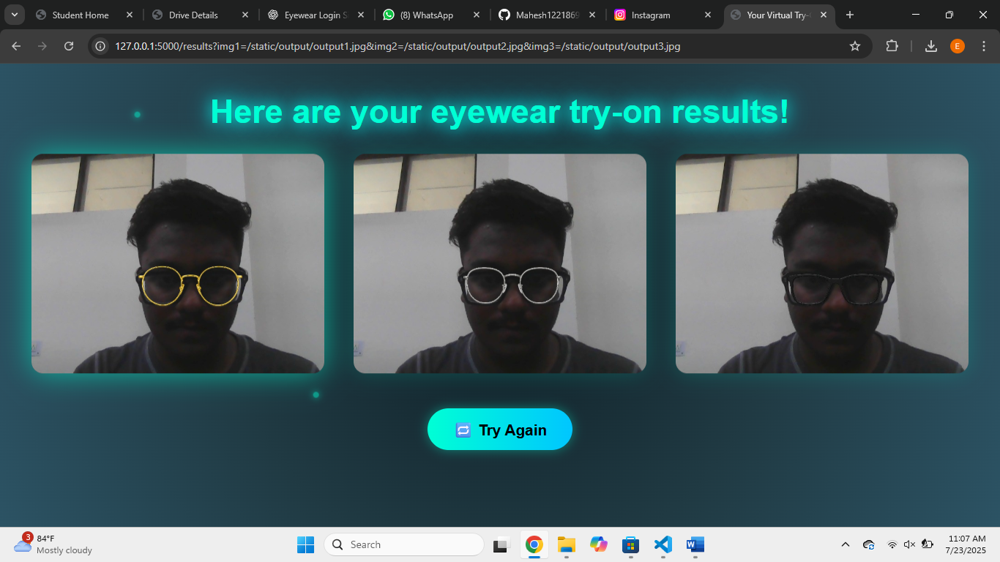 Student Home
Drive Details
Eyewear Login S
(8) WhatsApp
Mahesh1221869
Instagram
Your Virtual Try-
127.0.0.1:5000/results?img1=/static/output/output1.jpg&img2=/static/output/output2.jpg&img3=/static/output/output3.jpg
E
Here are your eyewear try-on results!
Try Again
3
84°F
Mostly cloudy
Search
11:07 AM
7/23/2025